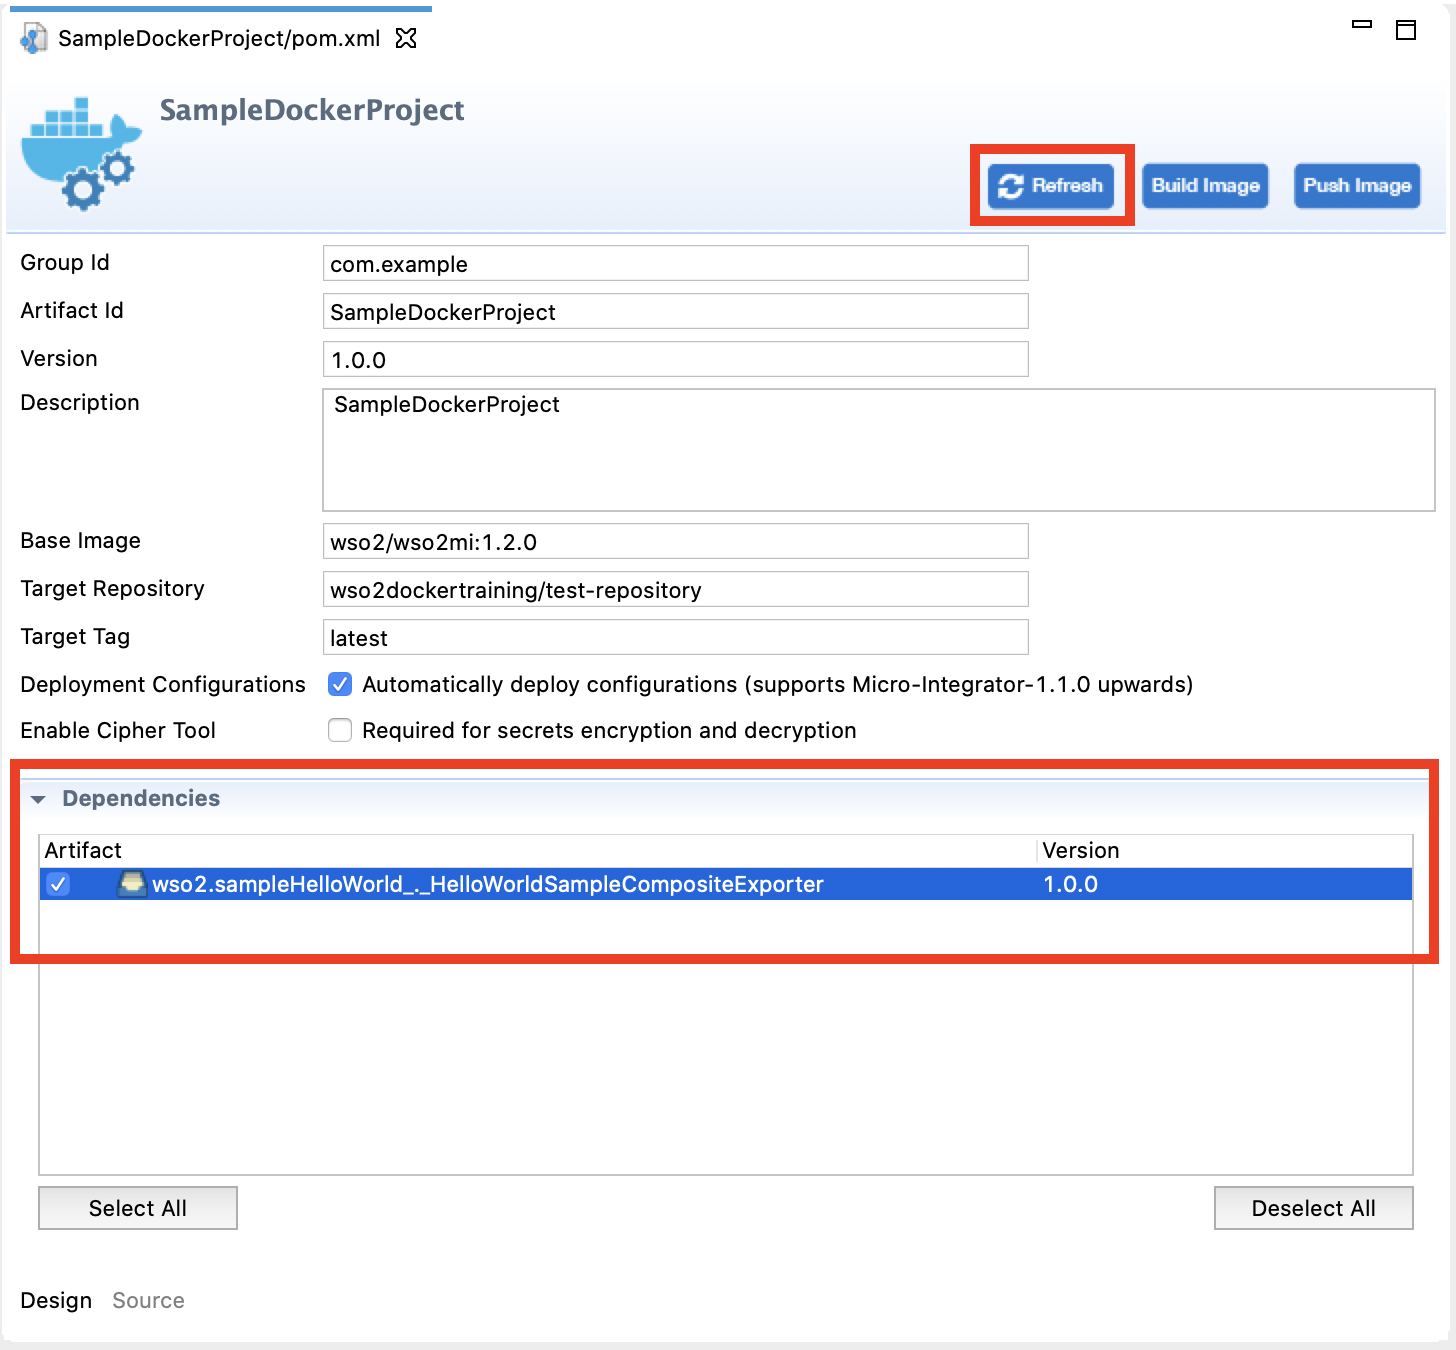 SampleDockerProject/pom.xml
SampleDockerProject
Refresh
Build Image
Push Image
Group Id
com.example
Artifact Id
SampleDockerProject
Version
1.0.0
Description
SampleDockerProject
Base Image
wso2/wso2mi:1.2.0
Target Repository
wso2dockertraining/test-repository
Target Tag
latest
Deployment Configurations
Automatically deploy configurations (supports Micro-Integrator-1.1.0 upwards)
Enable Cipher Tool
Required for secrets encryption and decryption
Dependencies
Artifact
Version
wso2.sampleHelloWorld_._HelloWorldSampleCompositeExporter
1.0.0
Select All
Deselect All
Design
Source